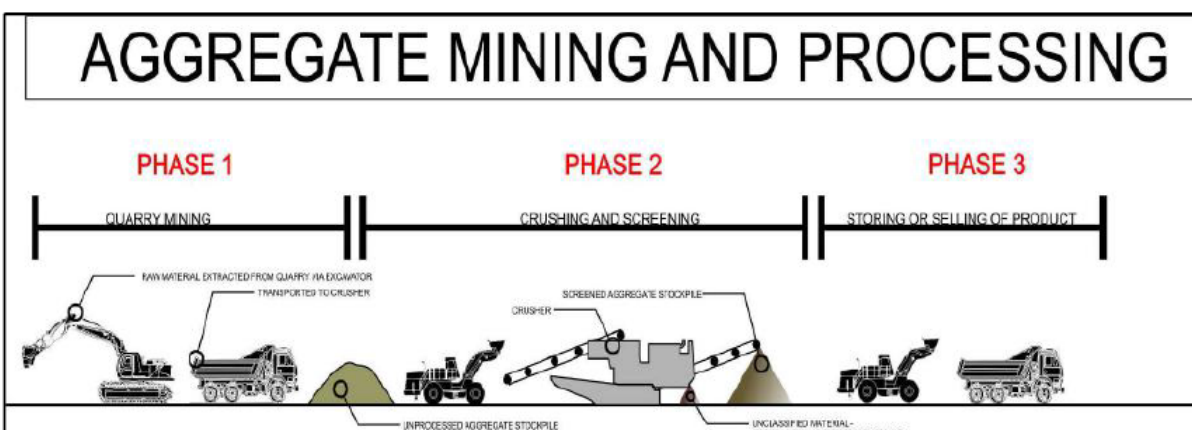 AGGREGATE MINING AND PROCESSING
PHASE 1
PHASE 2
PHASE 3
QUARRY MINING
CRUSHING AND SCREENING
STORING OR SELLING OF PRODUCT
RAW MATERIAL EXTRACTED FROM QUARRY VIA EXCAVATOR
TRANSPORTED TO CRUSHER
SCREENED AGGREGATE STOCKPILE
CRUSHER
UNPROCESSED AGGREGATE STOCKPILE
UNCLASSIFIED MATERIAL-